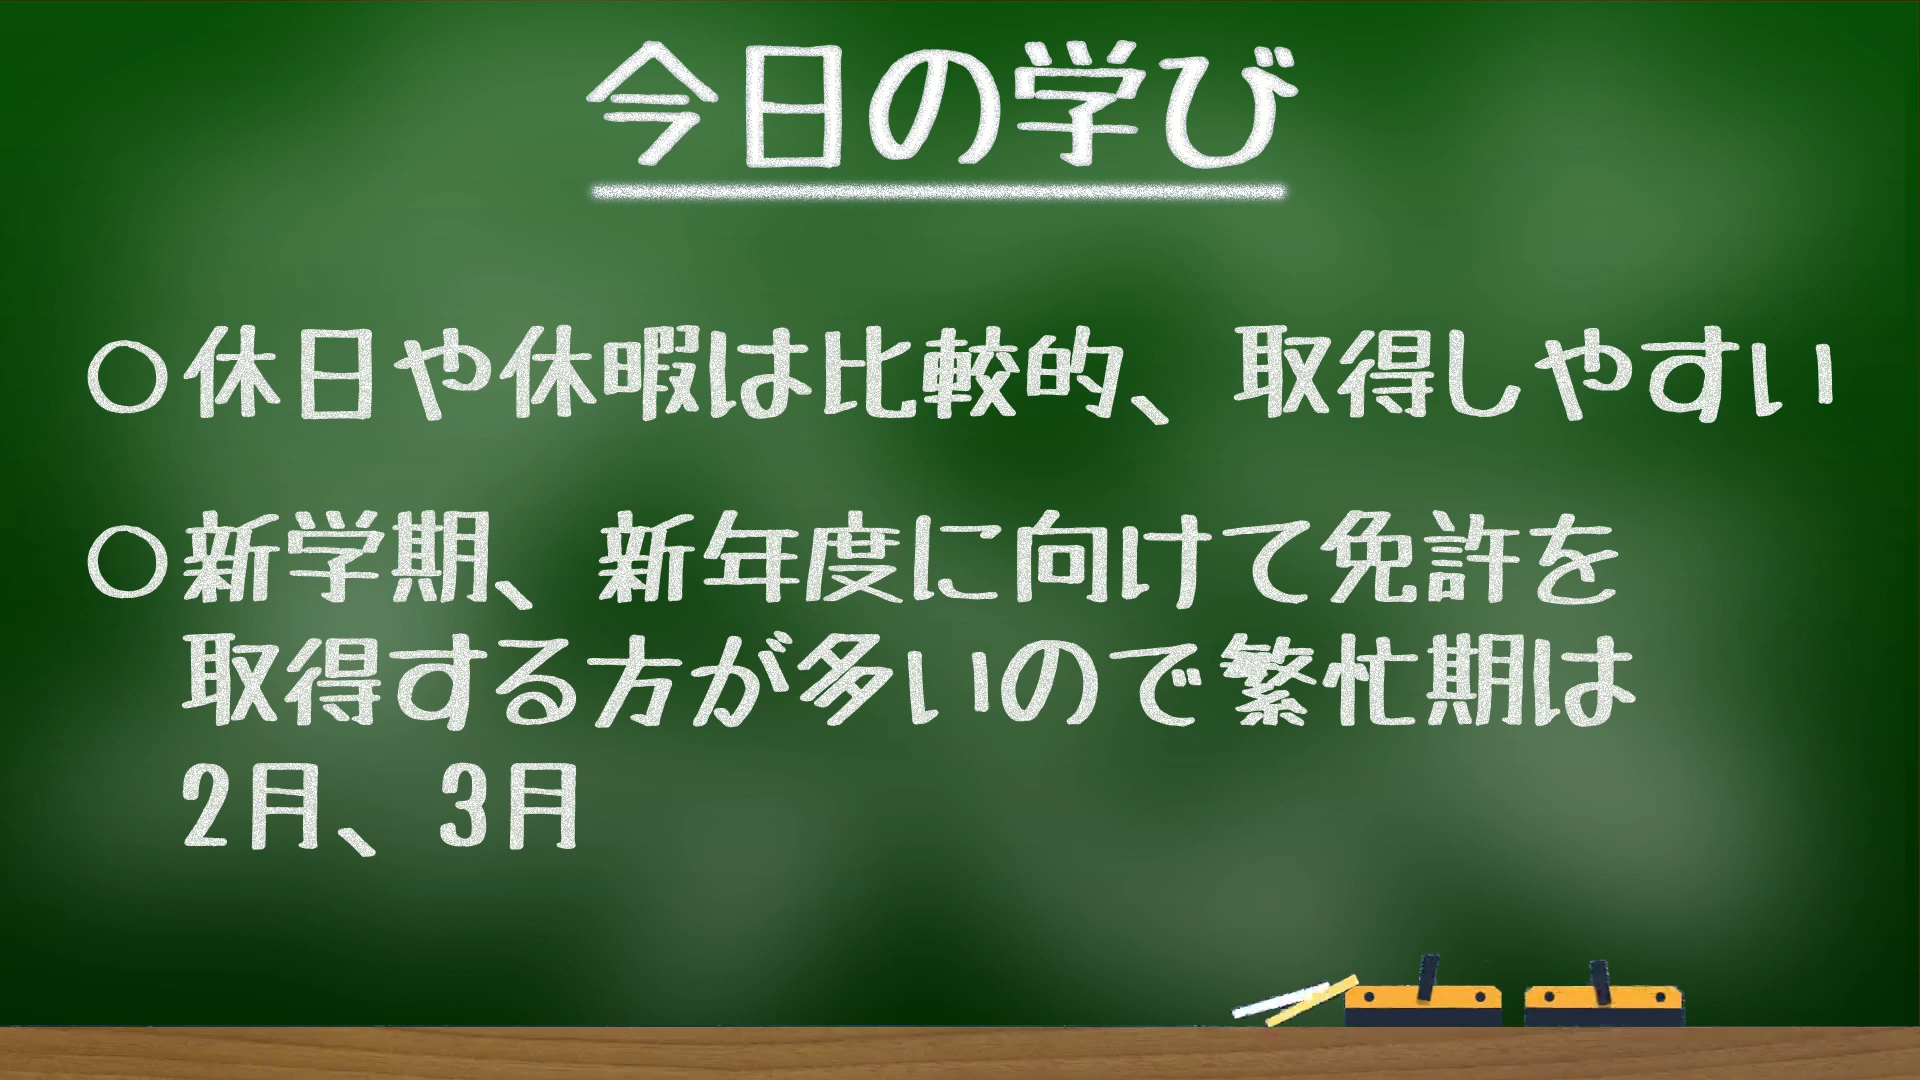 今日の学び
○休日や休暇は比較的、取得しやすい
○新学期、新年度に向けて免許を
取得する方が多いので繁忙期は
2月、3月